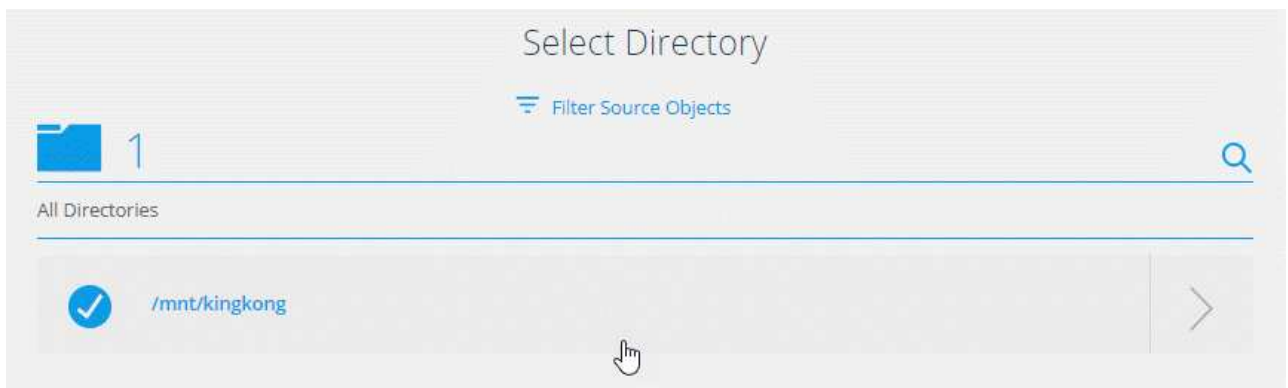 Select Directory
Filter Source Objects
1
All Directories
/mnt/kingkong